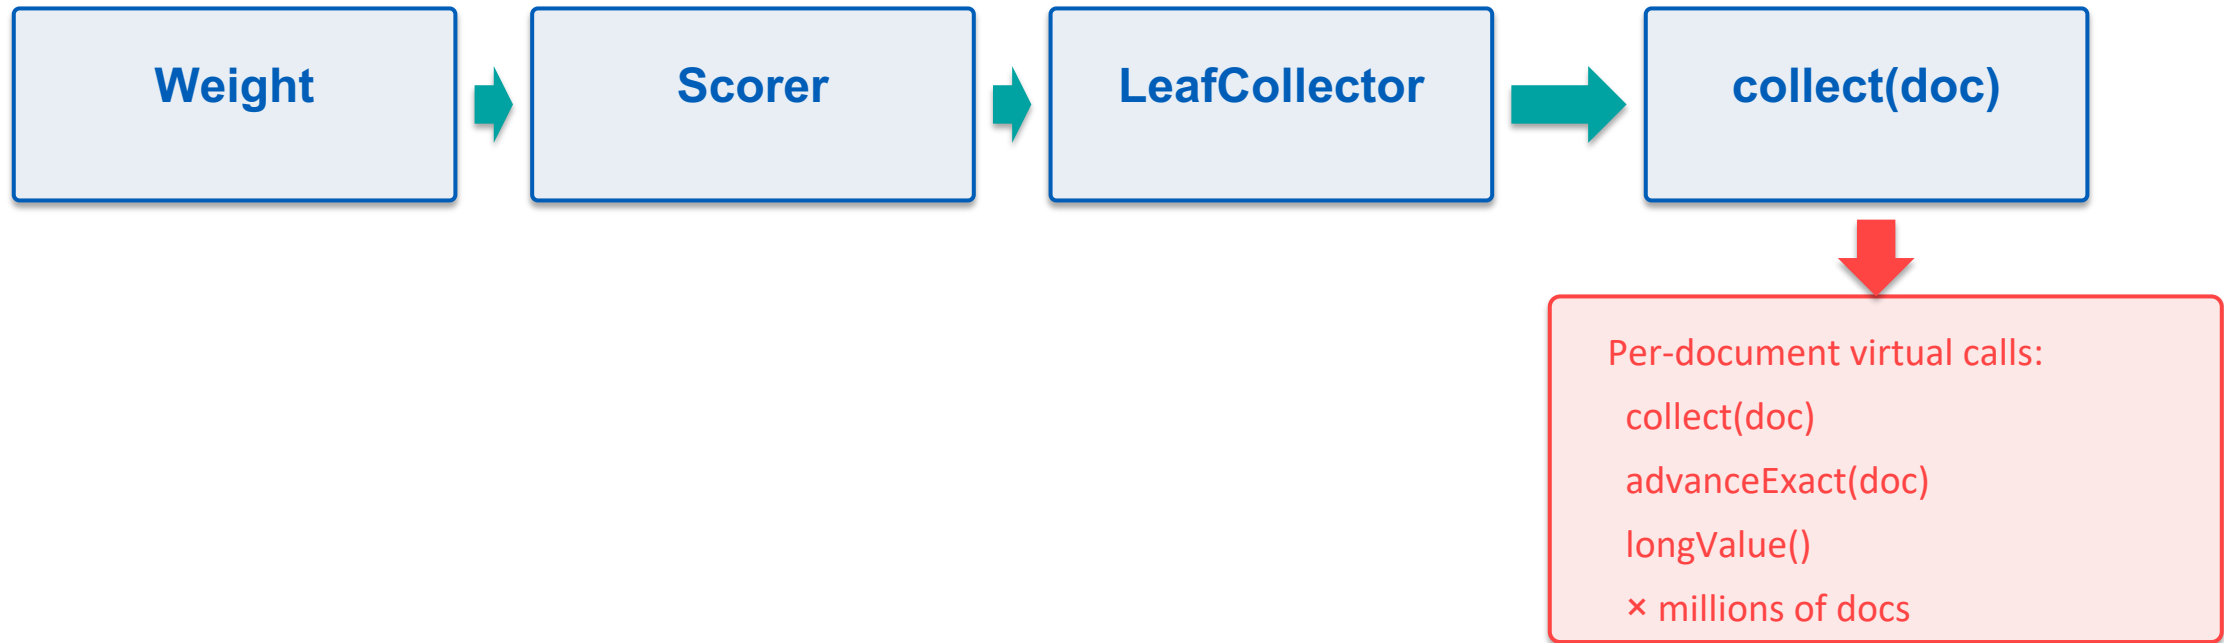 Weight
Scorer
LeafCollector
collect(doc)
Per-document virtual calls:
collect(doc)
advanceExact(doc)
longValue()
× millions of docs